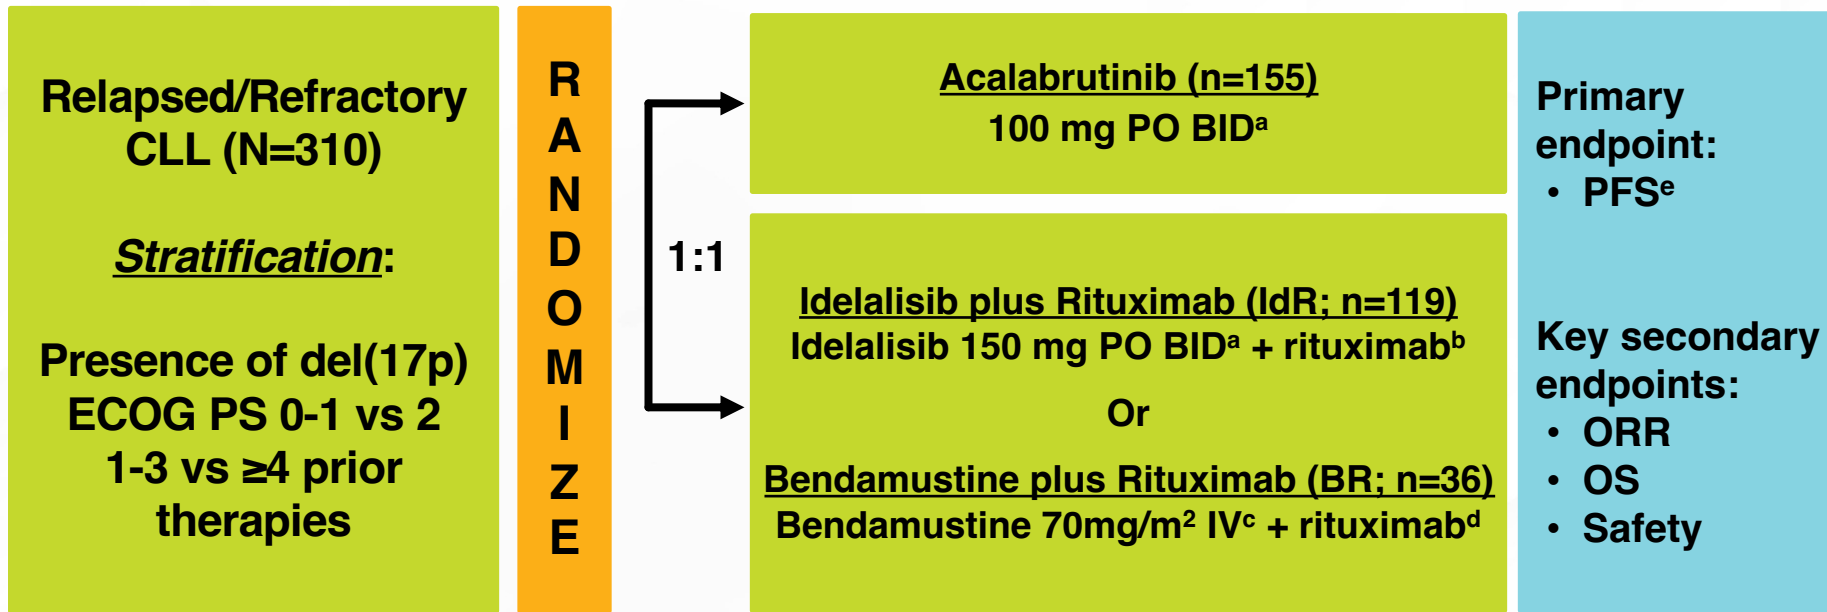 Relapsed/Refractory
CLL (N=310)
Stratification:
Presence of del(17p)
ECOG PS 0-1 vs 2
1-3 vs ≥4 prior
therapies
R
A
N
D
O
M
I
Z
E
1:1
Acalabrutinib (n=155)
100 mg PO BIDᵃ
Idelalisib plus Rituximab (IdR; n=119)
Idelalisib 150 mg PO BIDᵃ + rituximabᵇ
Or
Bendamustine plus Rituximab (BR; n=36)
Bendamustine 70mg/m² IVᶜ + rituximabᵈ
Primary
endpoint:
• PFSᵉ
Key secondary
endpoints:
• ORR
• OS
• Safety